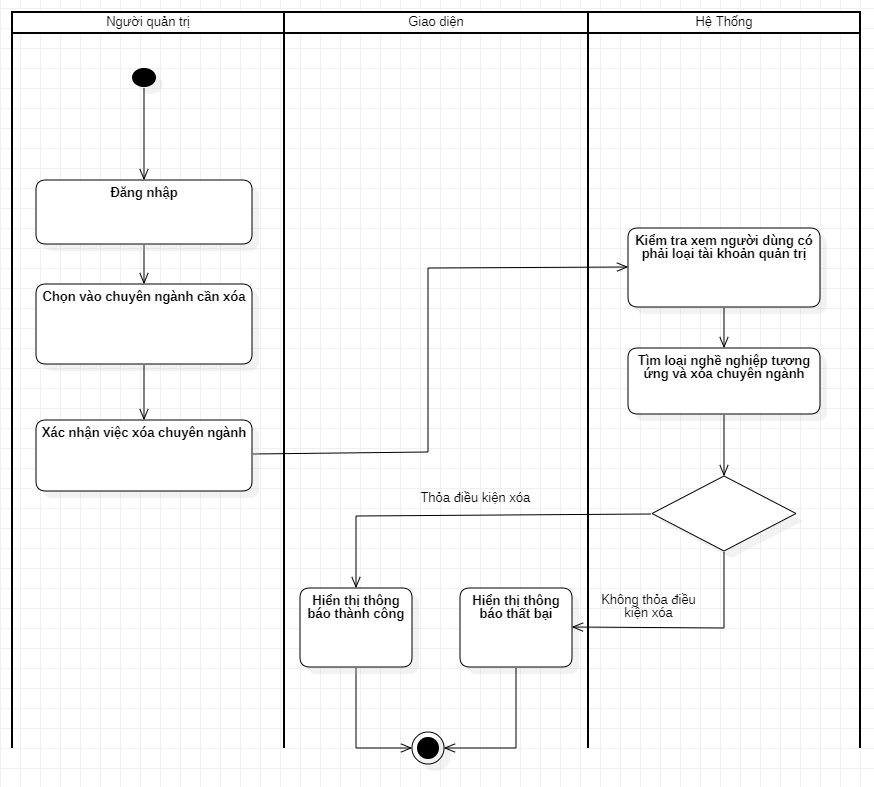 Người quản trị
Giao diện
Hệ Thống
Đăng nhập
Chọn vào chuyên ngành cần xóa
Xác nhận việc xóa chuyên ngành
Kiểm tra xem người dùng có
phải loại tài khoản quản trị
Tìm loại nghề nghiệp tương
ứng và xóa chuyên ngành
Thỏa điều kiện xóa
Hiển thị thông
báo thành công
Hiển thị thông
báo thất bại
Không thỏa điều
kiện xóa